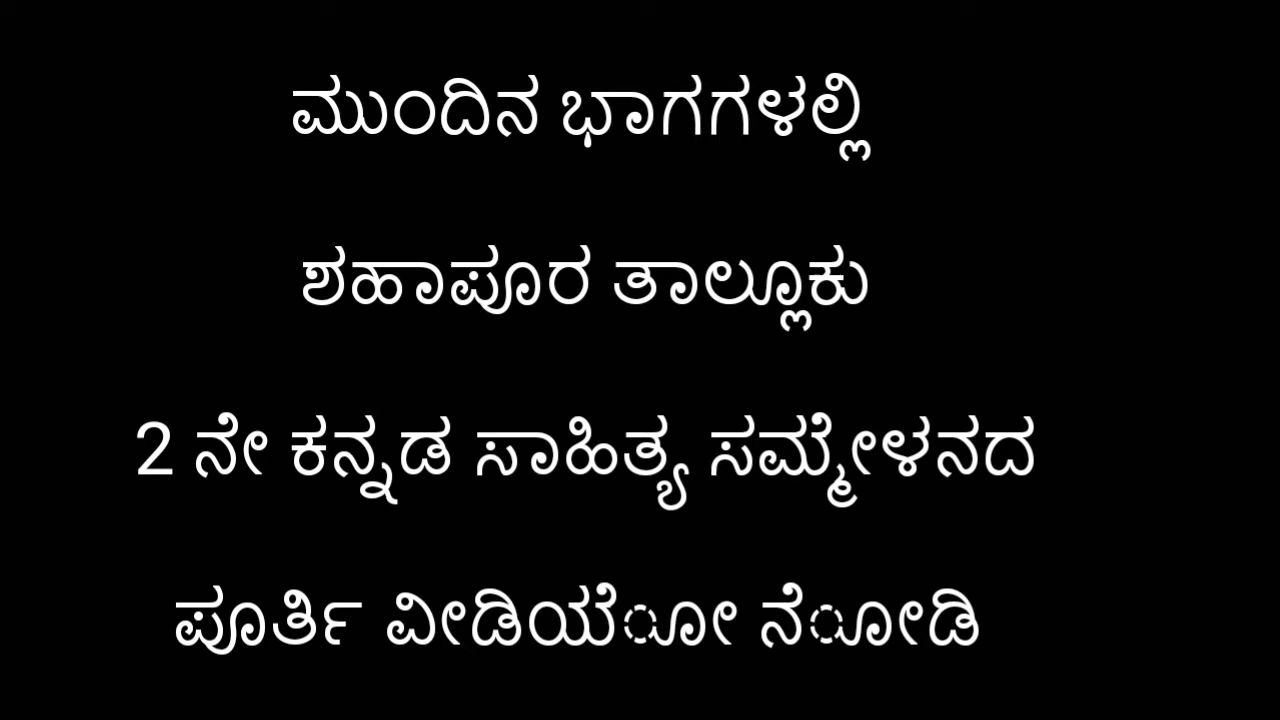 ಮುಂದಿನ ಭಾಗಗಳಲ್ಲಿ
ಶಹಾಪೂರ ತಾಲ್ಲೂಕು
2 ನೇ ಕನ್ನಡ ಸಾಹಿತ್ಯ ಸಮ್ಮೇಳನದ
ಪೂರ್ತಿ ವೀಡಿಯೋ ನೋಡಿ